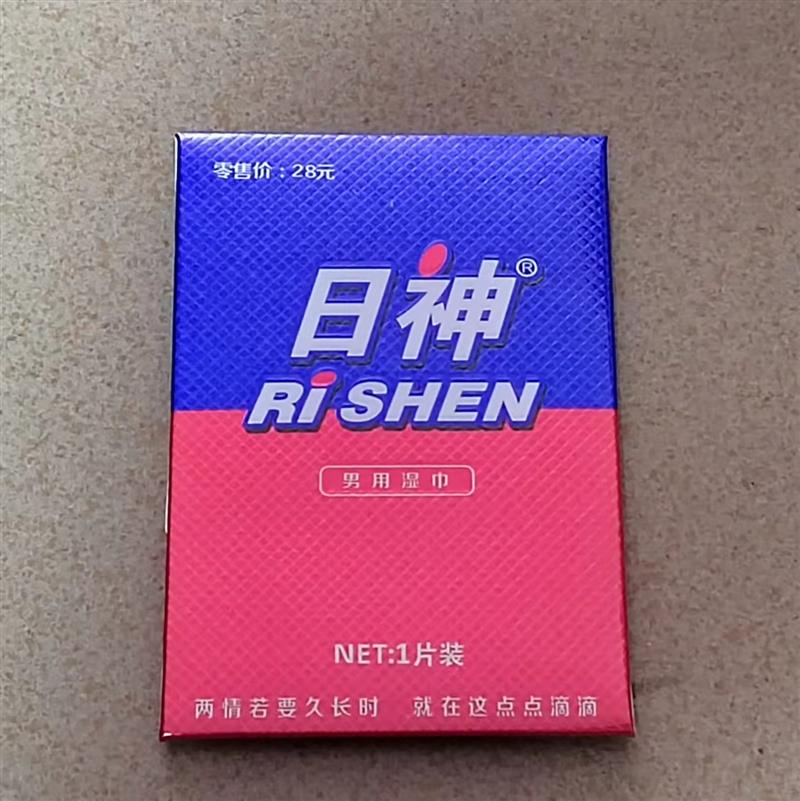 零售价：28元
日神®
Ri SHEN
男用湿巾
NET:1片装
两情若要久长时 就在这点点滴滴